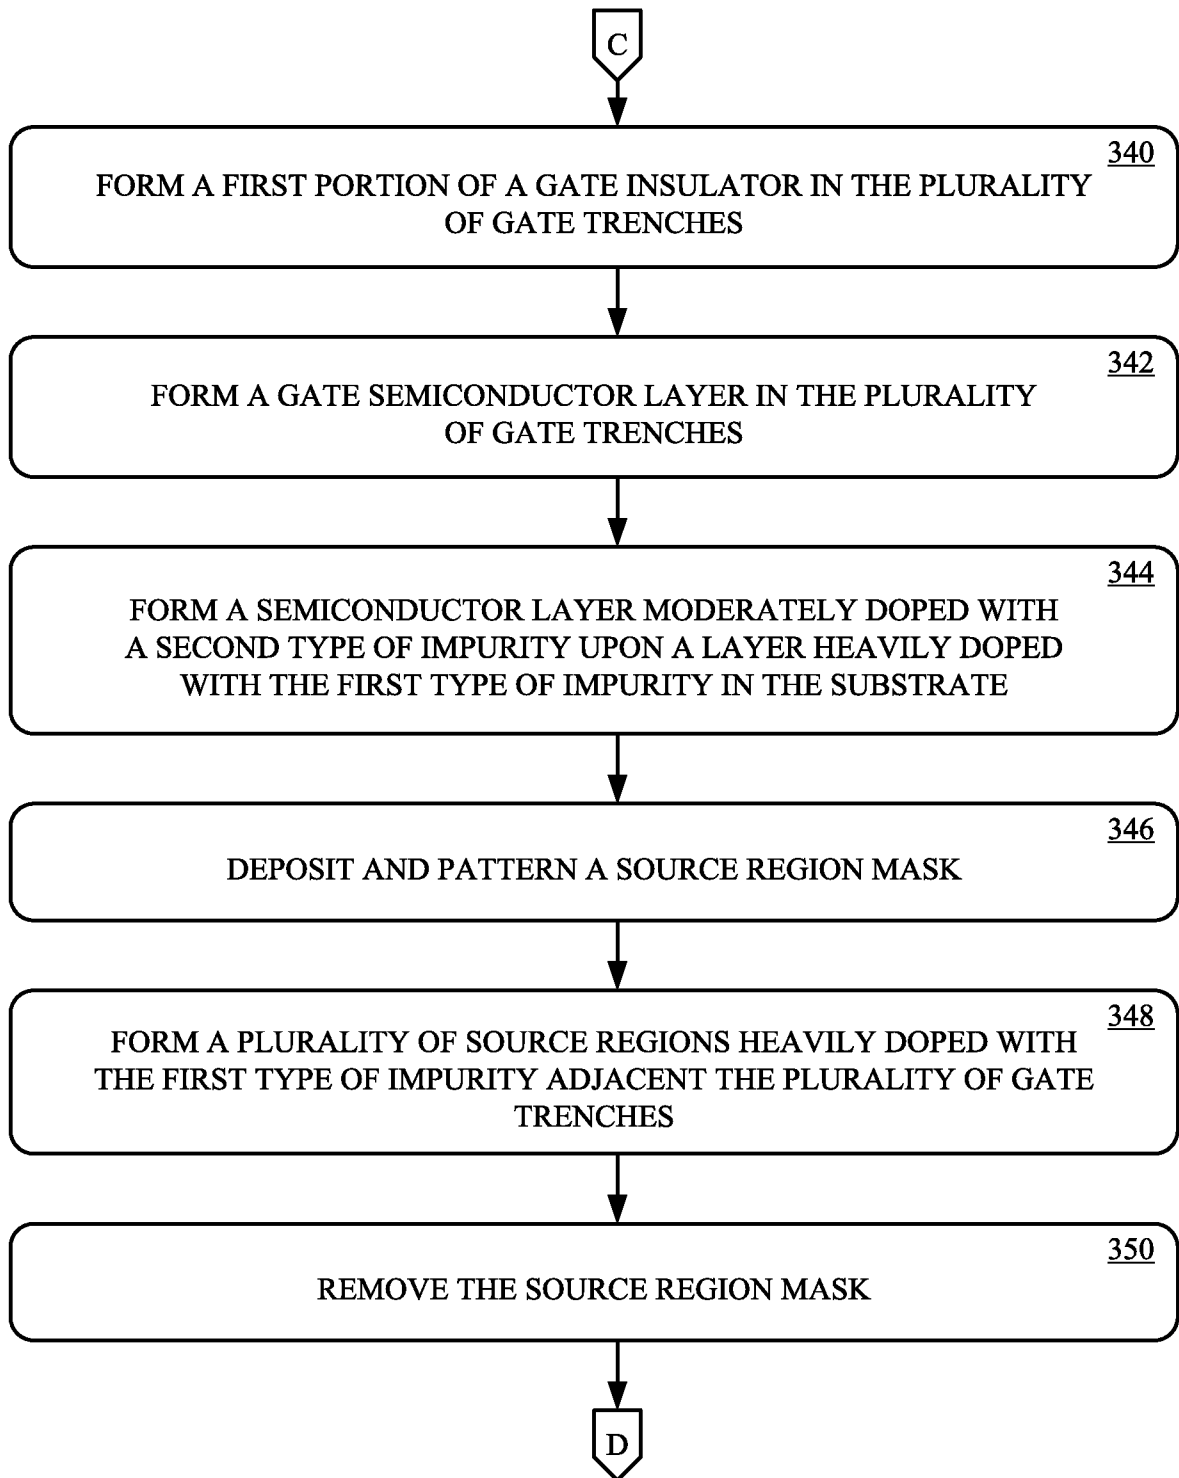 C
340
FORM A FIRST PORTION OF A GATE INSULATOR IN THE PLURALITY
OF GATE TRENCHES
342
FORM A GATE SEMICONDUCTOR LAYER IN THE PLURALITY
OF GATE TRENCHES
344
FORM A SEMICONDUCTOR LAYER MODERATELY DOPED WITH
A SECOND TYPE OF IMPURITY UPON A LAYER HEAVILY DOPED
WITH THE FIRST TYPE OF IMPURITY IN THE SUBSTRATE
346
DEPOSIT AND PATTERN A SOURCE REGION MASK
348
FORM A PLURALITY OF SOURCE REGIONS HEAVILY DOPED WITH
THE FIRST TYPE OF IMPURITY ADJACENT THE PLURALITY OF GATE
TRENCHES
350
REMOVE THE SOURCE REGION MASK
D